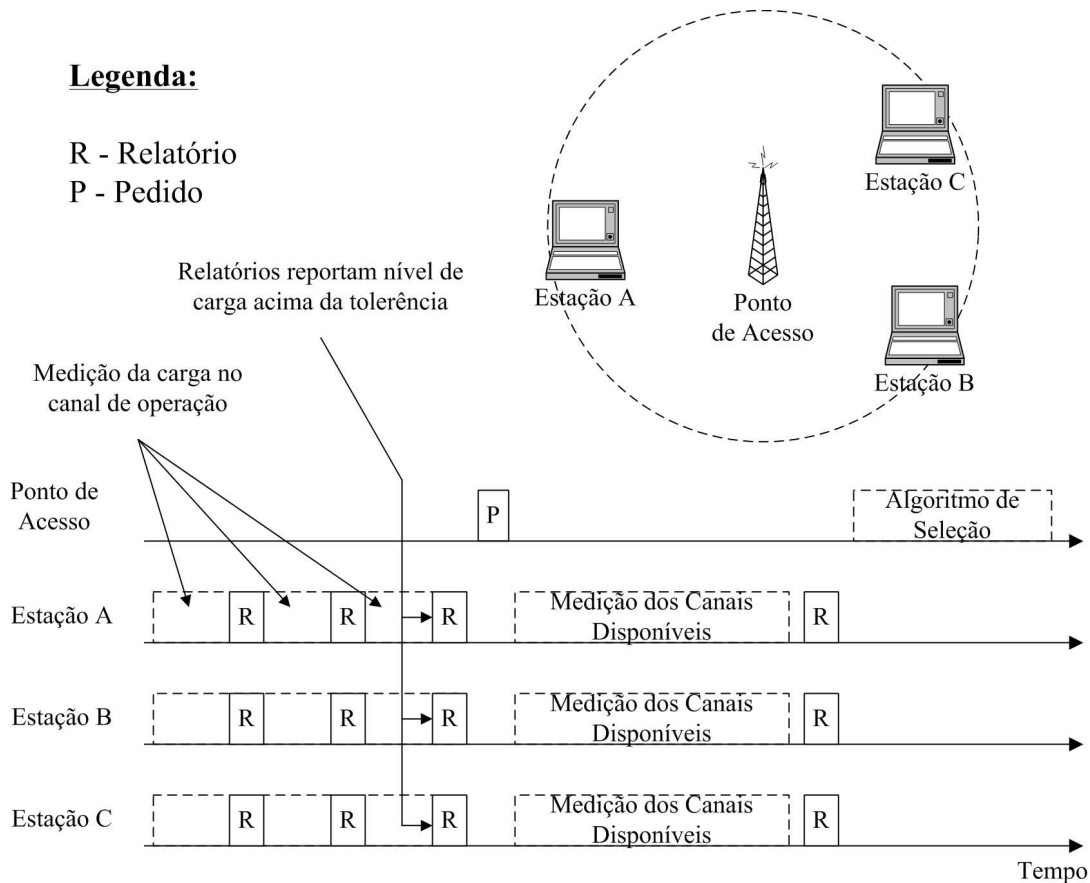 Legenda:
R - Relatório
P - Pedido
Estação C
Estação A
Ponto
de Acesso
Estação B
Relatórios reportam nível de
carga acima da tolerência
Medição da carga no
canal de operação
Ponto de
Acesso
P
Algoritmo de
Seleção
Estação A
R
R
R
Medição dos Canais
Disponíveis
R
Estação B
R
R
R
Medição dos Canais
Disponíveis
R
Estação C
R
R
R
Medição dos Canais
Disponíveis
R
Tempo